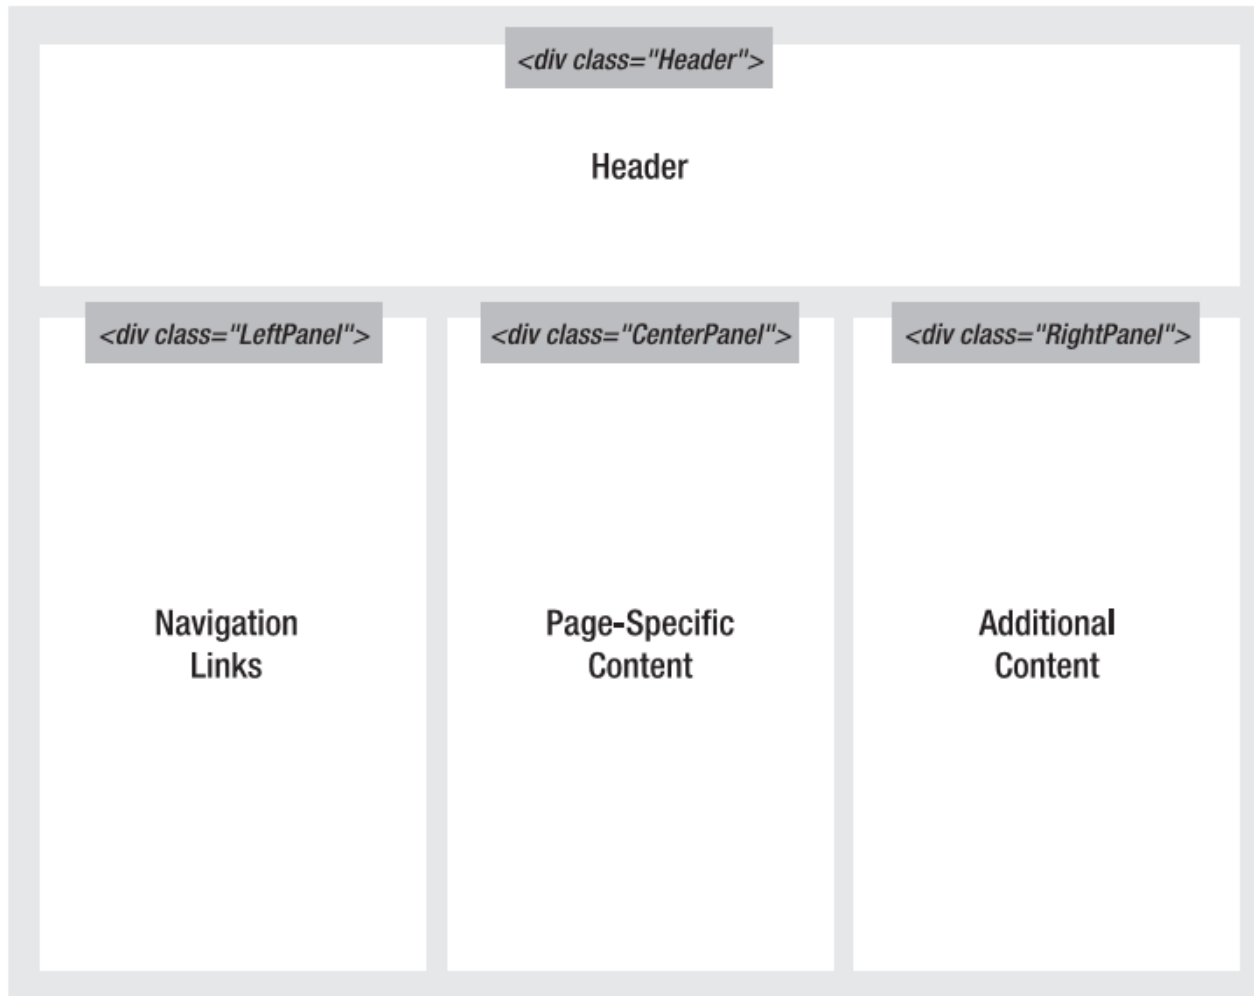 <div class="Header">
Header
<div class="LeftPanel">
Navigation
Links
<div class="CenterPanel">
Page-Specific
Content
<div class="RightPanel">
Additional
Content